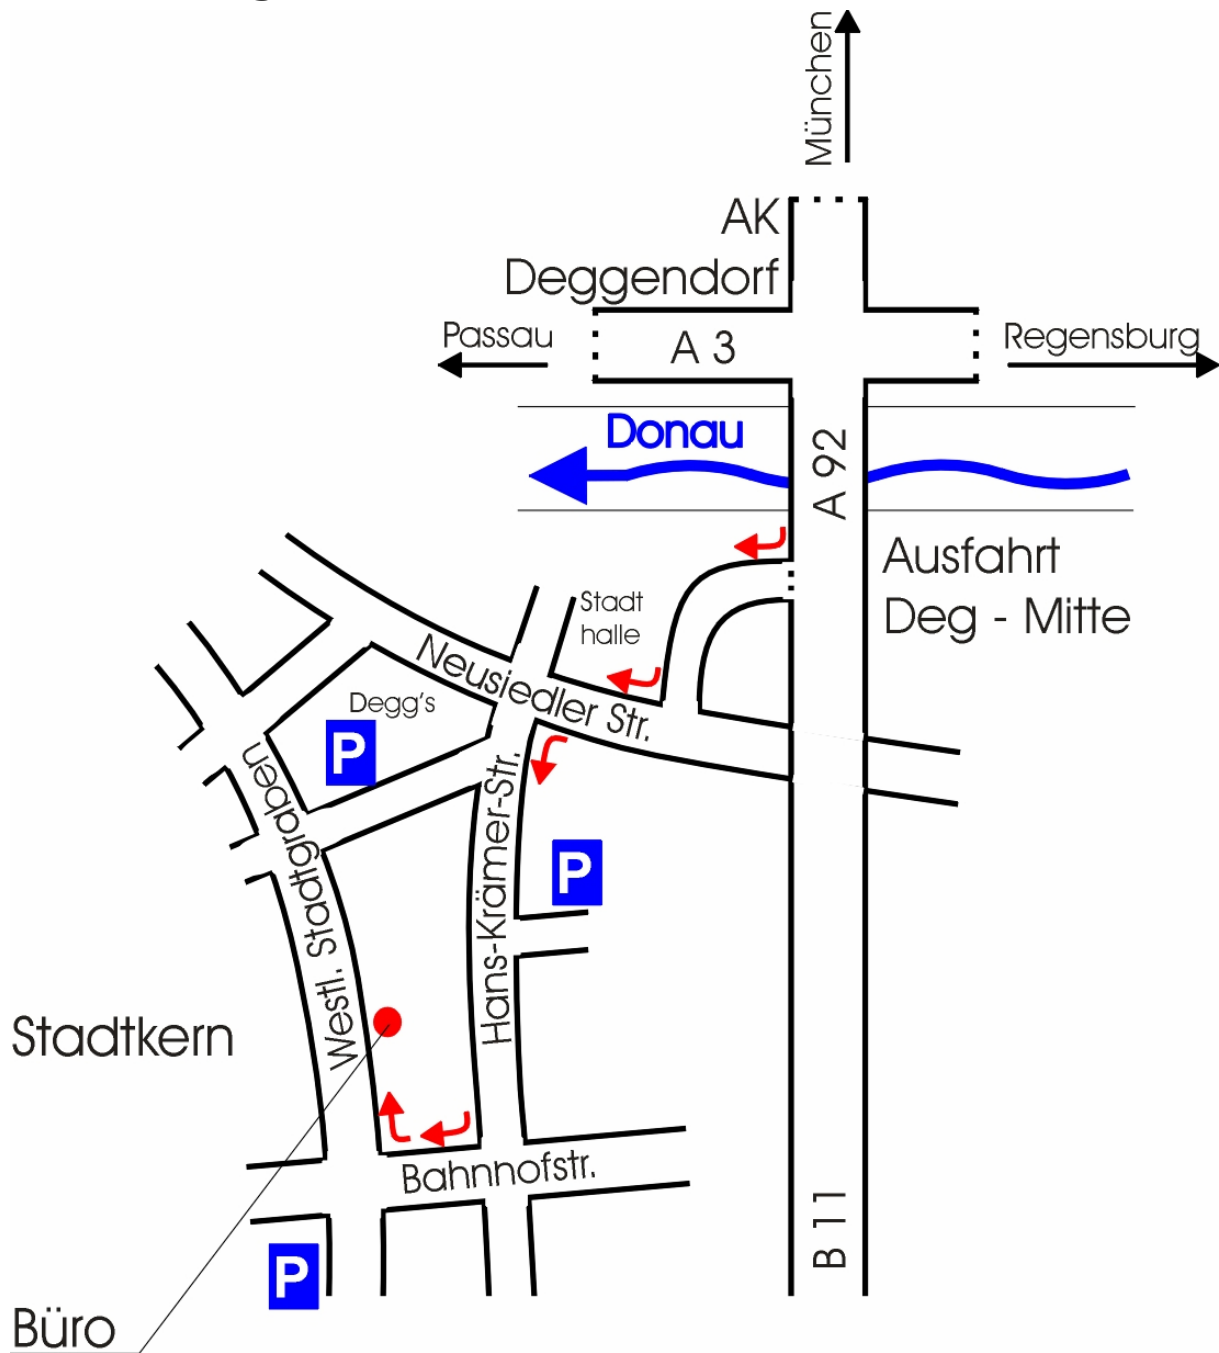 München
AK
Deggendorf
Passau
A 3
Regensburg
Donau
A 92
Ausfahrt
Deg - Mitte
Stadt
halle
Neusiedler Str.
Degg's
P
Westl. Stadtgraben
Hans-Krämer-Str.
P
Stadtkern
Bahnhofstr.
B 11
P
Büro